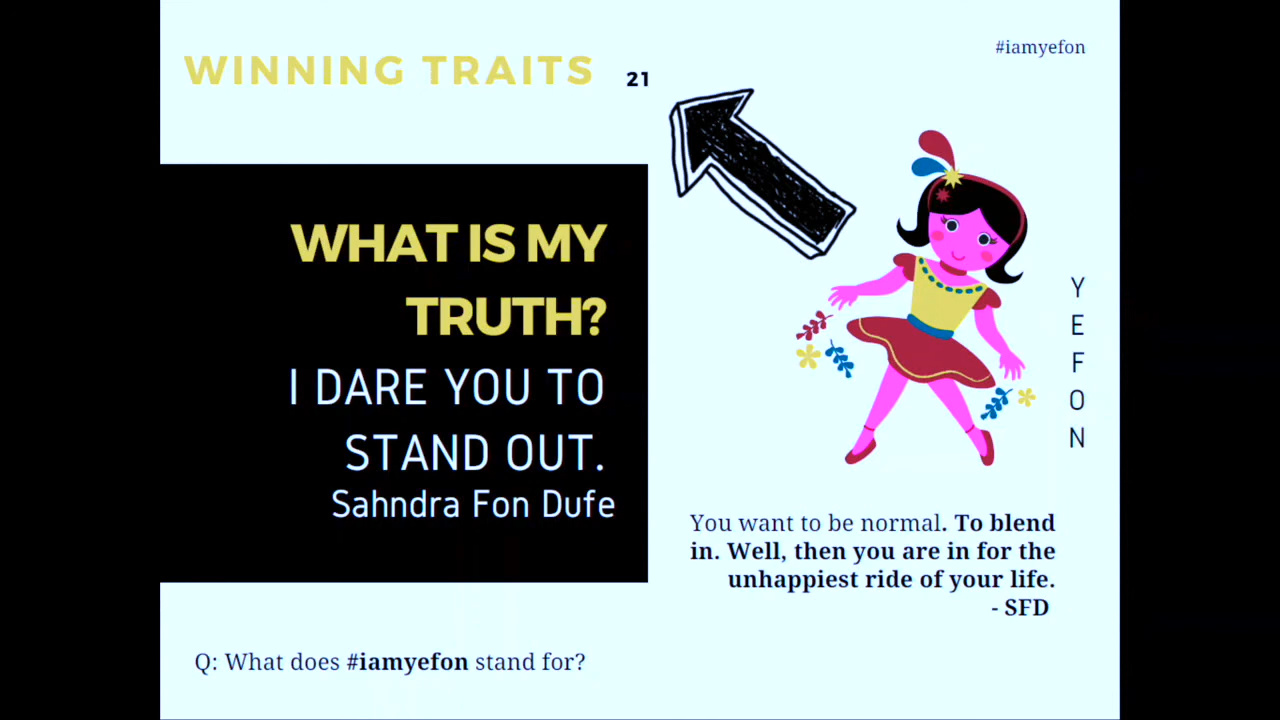 WINNING TRAITS 21
#iamyefon
WHAT IS MY
TRUTH?
I DARE YOU TO
STAND OUT.
Sahndra Fon Dufe
Y
E
F
O
N
You want to be normal. To blend
in. Well, then you are in for the
unhappiest ride of your life.
- SFD
Q: What does #iamyefon stand for?